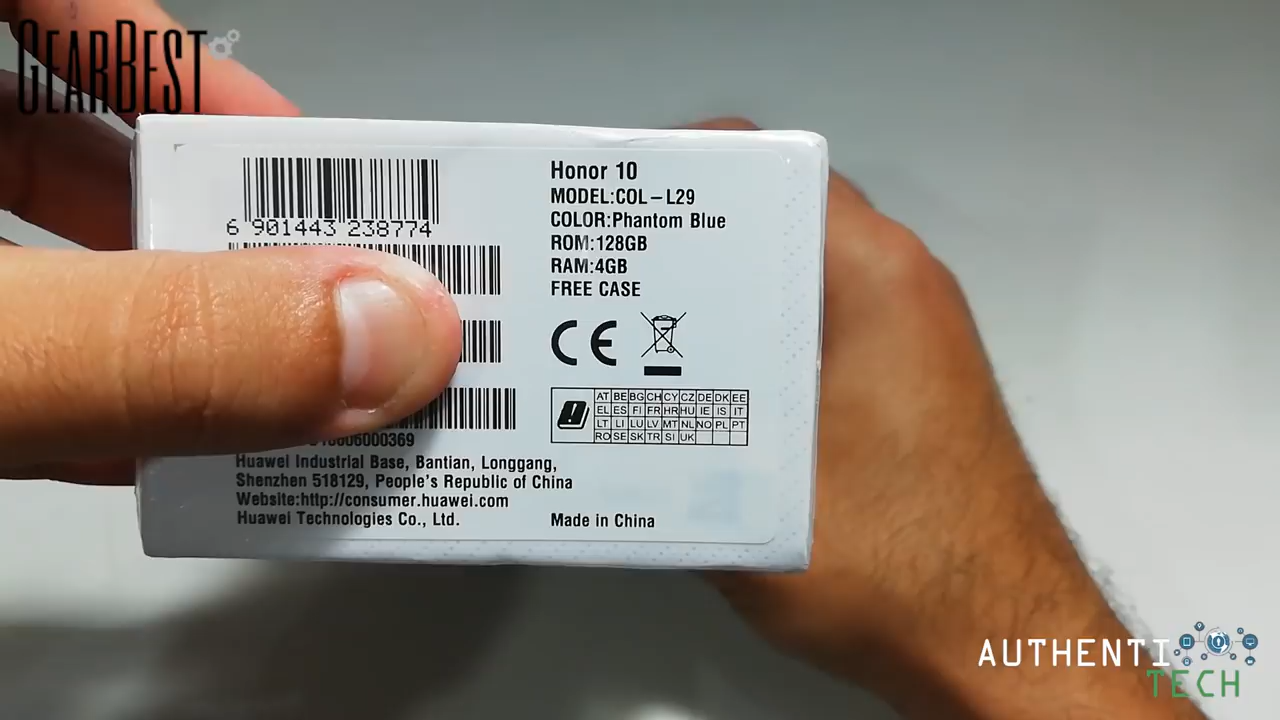 GEARBEST
Honor 10
MODEL:COL-L29
COLOR:Phantom Blue
ROM:128GB
RAM:4GB
FREE CASE
6 901443 238774
CE
AT BE BG CH CY CZ DE DK EE
EL ES FI FR HR HU IE IS IT
LT LI LU LV MT NL NO PL PT
RO SE SK TR SI UK
Huawei Industrial Base, Bantian, Longgang,
Shenzhen 518129, People's Republic of China
Website:http://consumer.huawei.com
Huawei Technologies Co., Ltd.
Made in China
AUTHENTI
TECH